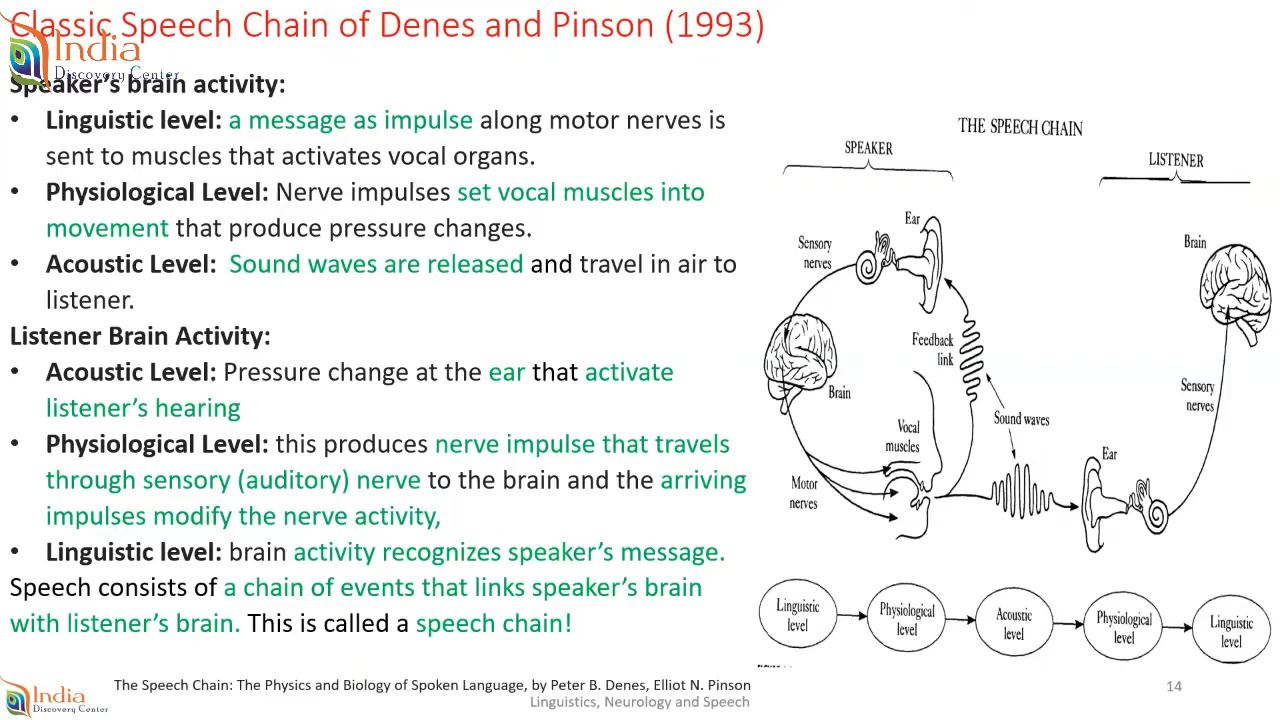 Classic Speech Chain of Denes and Pinson (1993)
India
Discovery Center
Speaker's brain activity:
• Linguistic level: a message as impulse along motor nerves is
sent to muscles that activates vocal organs.
• Physiological Level: Nerve impulses set vocal muscles into
movement that produce pressure changes.
• Acoustic Level: Sound waves are released and travel in air to
listener.
Listener Brain Activity:
• Acoustic Level: Pressure change at the ear that activate
listener's hearing
• Physiological Level: this produces nerve impulse that travels
through sensory (auditory) nerve to the brain and the arriving
impulses modify the nerve activity,
• Linguistic level: brain activity recognizes speaker's message.
Speech consists of a chain of events that links speaker's brain
with listener's brain. This is called a speech chain!
THE SPEECH CHAIN
SPEAKER
LISTENER
Ear
Sensory
nerves
Brain
Feedback
link
Brain
Vocal
muscles
Sound waves
Sensory
nerves
Motor
nerves
Ear
Linguistic
level
Physiological
level
Acoustic
level
Physiological
level
Linguistic
level
India
Discovery Center
The Speech Chain: The Physics and Biology of Spoken Language, by Peter B. Denes, Elliot N. Pinson
Linguistics, Neurology and Speech
14